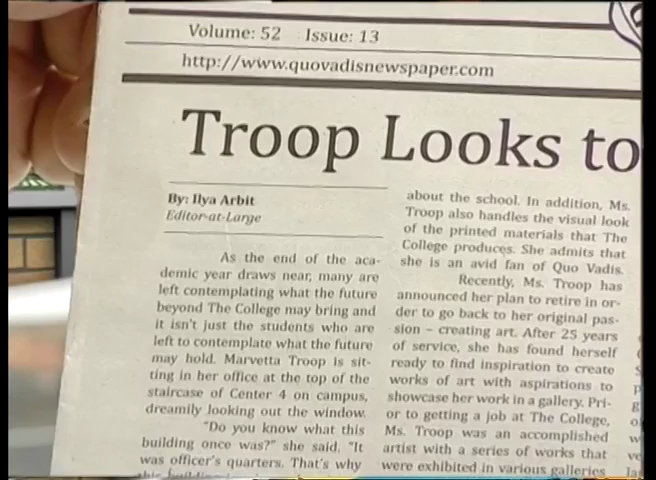 Volume: 52 Issue: 13
http://www.quovadisnewspaper.com
Troop Looks to
By: Ilya Arbit
Editor-at-Large
As the end of the aca-
demic year draws near, many are
left contemplating what the future
beyond The College may bring and
it isn't just the students who are
left to contemplate what the future
may hold. Marvetta Troop is sit-
ting in her office at the top of the
staircase of Center 4 on campus,
dreamily looking out the window.
"Do you know what this
building once was?" she said, "It
was officer's quarters. That's why
this building
about the school. In addition, Ms.
Troop also handles the visual look
of the printed materials that The
College produces. She admits that
she is an avid fan of Quo Vadis.
Recently, Ms. Troop has
announced her plan to retire in or-
der to go back to her original pas-
sion – creating art. After 25 years
of service, she has found herself
ready to find inspiration to create
works of art with aspirations to
showcase her work in a gallery. Pri-
or to getting a job at The College,
Ms. Troop was an accomplished
artist with a series of works that
were exhibited in various galleries